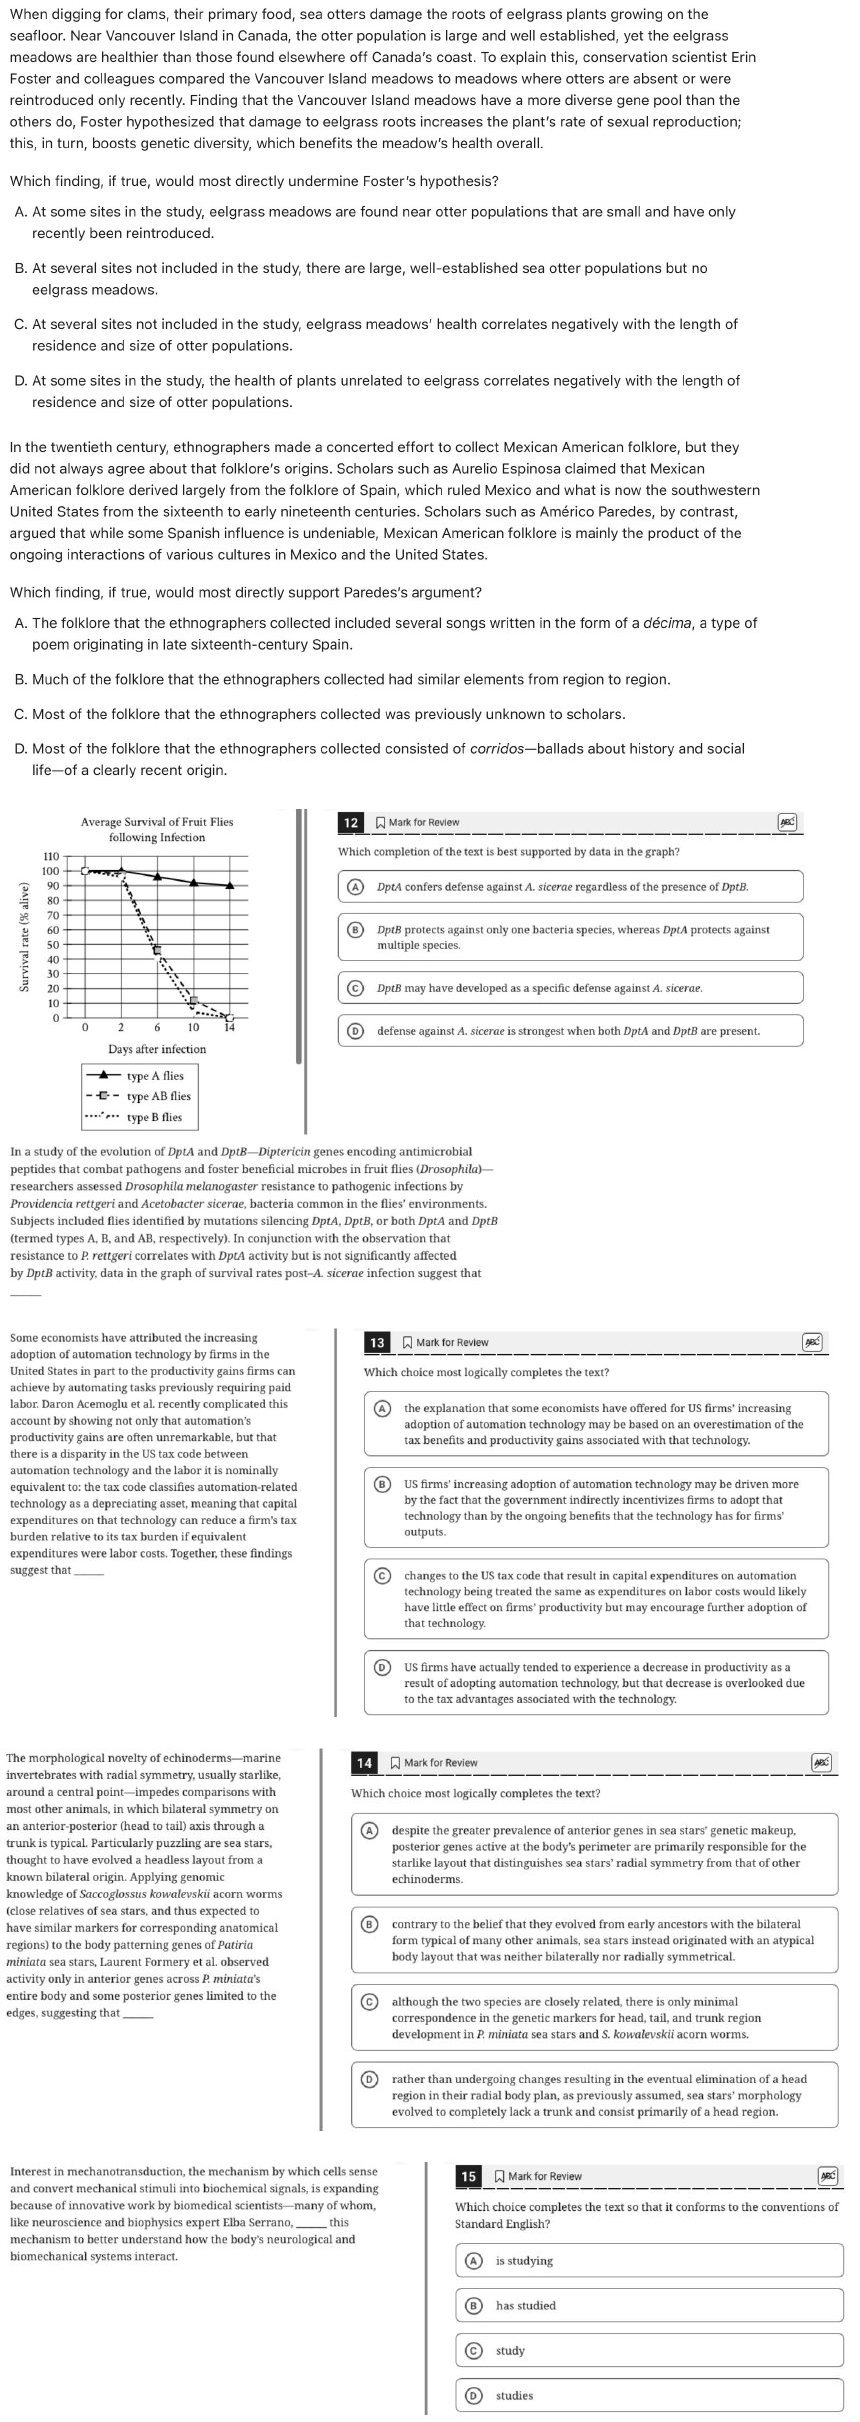 When digging for clams, their primary food, sea otters damage the roots of eelgrass plants growing on the
seafloor. Near Vancouver Island in Canada, the otter population is large and well established, yet the eelgrass
meadows are healthier than those found elsewhere off Canada's coast. To explain this, conservation scientist Erin
Foster and colleagues compared the Vancouver Island meadows to meadows where otters are absent or were
reintroduced only recently. Finding that the Vancouver Island meadows have a more diverse gene pool than the
others do, Foster hypothesized that damage to eelgrass roots increases the plant's rate of sexual reproduction;
this, in turn, boosts genetic diversity, which benefits the meadow's health overall.
Which finding, if true, would most directly undermine Foster's hypothesis?
A. At some sites in the study, eelgrass meadows are found near otter populations that are small and have only
recently been reintroduced.
B. At several sites not included in the study, there are large, well-established sea otter populations but no
eelgrass meadows.
C. At several sites not included in the study, eelgrass meadows' health correlates negatively with the length of
residence and size of otter populations.
D. At some sites in the study, the health of plants unrelated to eelgrass correlates negatively with the length of
residence and size of otter populations.
In the twentieth century, ethnographers made a concerted effort to collect Mexican American folklore, but they
did not always agree about that folklore's origins. Scholars such as Aurelio Espinosa claimed that Mexican
American folklore derived largely from the folklore of Spain, which ruled Mexico and what is now the southwestern
United States from the sixteenth to early nineteenth centuries. Scholars such as Américo Paredes, by contrast,
argued that while some Spanish influence is undeniable, Mexican American folklore is mainly the product of the
ongoing interactions of various cultures in Mexico and the United States.
Which finding, if true, would most directly support Paredes's argument?
A. The folklore that the ethnographers collected included several songs written in the form of a décima, a type of
poem originating in late sixteenth-century Spain.
B. Much of the folklore that the ethnographers collected had similar elements from region to region.
C. Most of the folklore that the ethnographers collected was previously unknown to scholars.
D. Most of the folklore that the ethnographers collected consisted of corridos—ballads about history and social
life—of a clearly recent origin.
Average Survival of Fruit Flies
following Infection
Survival rate (% alive)
110
100
90
80
70
60
50
40
30
20
10
0
0 2 6 10 14
Days after infection
type A flies
type AB flies
type B flies
12 Mark for Review ABC
Which completion of the text is best supported by data in the graph?
A DptA confers defense against A. sicerae regardless of the presence of DptB.
B DptB protects against only one bacteria species, whereas DptA protects against
multiple species.
C DptB may have developed as a specific defense against A. sicerae.
D defense against A. sicerae is strongest when both DptA and DptB are present.
In a study of the evolution of DptA and DptB—Diptericin genes encoding antimicrobial
peptides that combat pathogens and foster beneficial microbes in fruit flies (Drosophila)—
researchers assessed Drosophila melanogaster resistance to pathogenic infections by
Providencia rettgeri and Acetobacter sicerae, bacteria common in the flies' environments.
Subjects included flies identified by mutations silencing DptA, DptB, or both DptA and DptB
(termed types A, B, and AB, respectively). In conjunction with the observation that
resistance to P. rettgeri correlates with DptA activity but is not significantly affected
by DptB activity, data in the graph of survival rates post–A. sicerae infection suggest that
______
Some economists have attributed the increasing
adoption of automation technology by firms in the
United States in part to the productivity gains firms can
achieve by automating tasks previously requiring paid
labor. Daron Acemoglu et al. recently complicated this
account by showing not only that automation's
productivity gains are often unremarkable, but that
there is a disparity in the US tax code between
automation technology and the labor it is nominally
equivalent to: the tax code classifies automation-related
technology as a depreciating asset, meaning that capital
expenditures on that technology can reduce a firm's tax
burden relative to its tax burden if equivalent
expenditures were labor costs. Together, these findings
suggest that ______
13 Mark for Review ABC
Which choice most logically completes the text?
A the explanation that some economists have offered for US firms' increasing
adoption of automation technology may be based on an overestimation of the
tax benefits and productivity gains associated with that technology.
B US firms' increasing adoption of automation technology may be driven more
by the fact that the government indirectly incentivizes firms to adopt that
technology than by the ongoing benefits that the technology has for firms'
outputs.
C changes to the US tax code that result in capital expenditures on automation
technology being treated the same as expenditures on labor costs would likely
have little effect on firms' productivity but may encourage further adoption of
that technology.
D US firms have actually tended to experience a decrease in productivity as a
result of adopting automation technology, but that decrease is overlooked due
to the tax advantages associated with the technology.
The morphological novelty of echinoderms—marine
invertebrates with radial symmetry, usually starlike,
around a central point—impedes comparisons with
most other animals, in which bilateral symmetry on
an anterior-posterior (head to tail) axis through a
trunk is typical. Particularly puzzling are sea stars,
thought to have evolved a headless layout from a
known bilateral origin. Applying genomic
knowledge of Saccoglossus kowalevskii acorn worms
(close relatives of sea stars, and thus expected to
have similar markers for corresponding anatomical
regions) to the body patterning genes of Patiria
miniata sea stars, Laurent Formery et al. observed
activity only in anterior genes across P. miniata's
entire body and some posterior genes limited to the
edges, suggesting that ______
14 Mark for Review ABC
Which choice most logically completes the text?
A despite the greater prevalence of anterior genes in sea stars' genetic makeup,
posterior genes active at the body's perimeter are primarily responsible for the
starlike layout that distinguishes sea stars' radial symmetry from that of other
echinoderms.
B contrary to the belief that they evolved from early ancestors with the bilateral
form typical of many other animals, sea stars instead originated with an atypical
body layout that was neither bilaterally nor radially symmetrical.
C although the two species are closely related, there is only minimal
correspondence in the genetic markers for head, tail, and trunk region
development in P. miniata sea stars and S. kowalevskii acorn worms.
D rather than undergoing changes resulting in the eventual elimination of a head
region in their radial body plan, as previously assumed, sea stars' morphology
evolved to completely lack a trunk and consist primarily of a head region.
Interest in mechanotransduction, the mechanism by which cells sense
and convert mechanical stimuli into biochemical signals, is expanding
because of innovative work by biomedical scientists—many of whom,
like neuroscience and biophysics expert Elba Serrano, ______ this
mechanism to better understand how the body's neurological and
biomechanical systems interact.
15 Mark for Review ABC
Which choice completes the text so that it conforms to the conventions of
Standard English?
A is studying
B has studied
C study
D studies